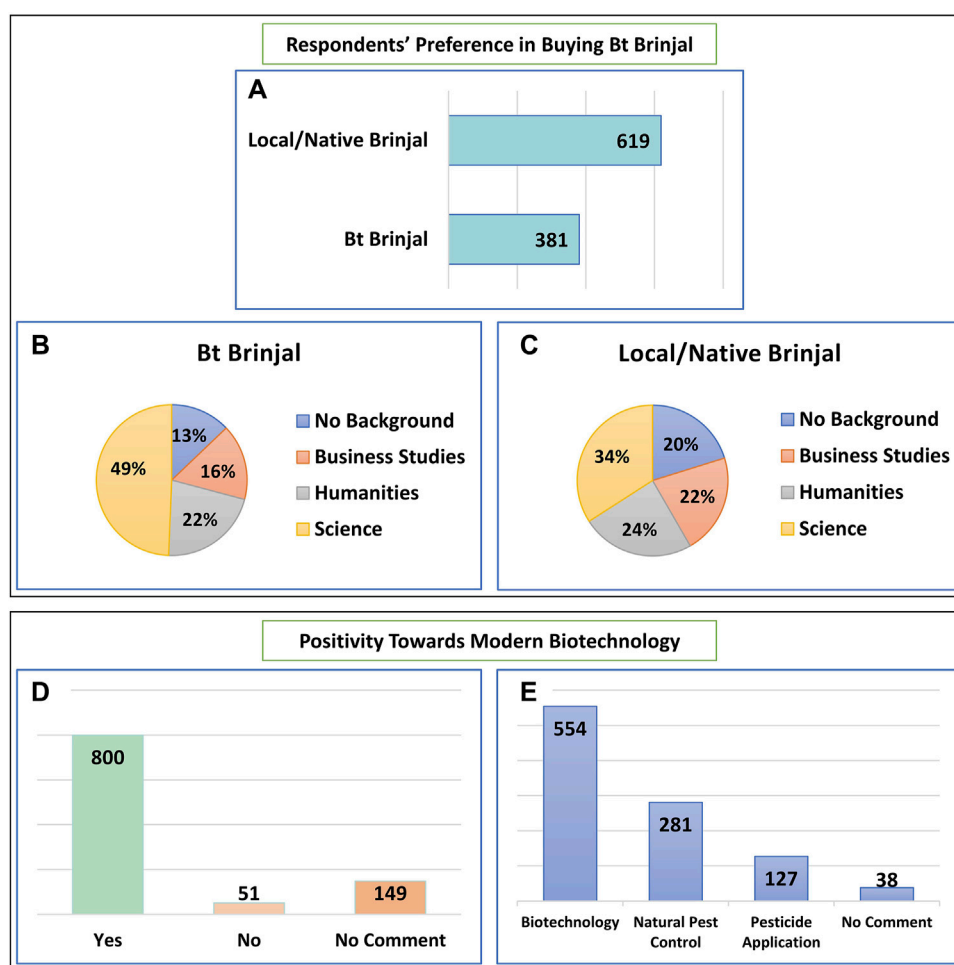 Respondents’ Preference in Buying Bt Brinjal
A
Local/Native Brinjal
619
Bt Brinjal
381
B
Bt Brinjal
13%
16%
22%
49%
No Background
Business Studies
Humanities
Science
C
Local/Native Brinjal
20%
22%
24%
34%
No Background
Business Studies
Humanities
Science
Positivity Towards Modern Biotechnology
D
800
51
149
Yes
No
No Comment
E
554
281
127
38
Biotechnology
Natural Pest
Control
Pesticide
Application
No Comment